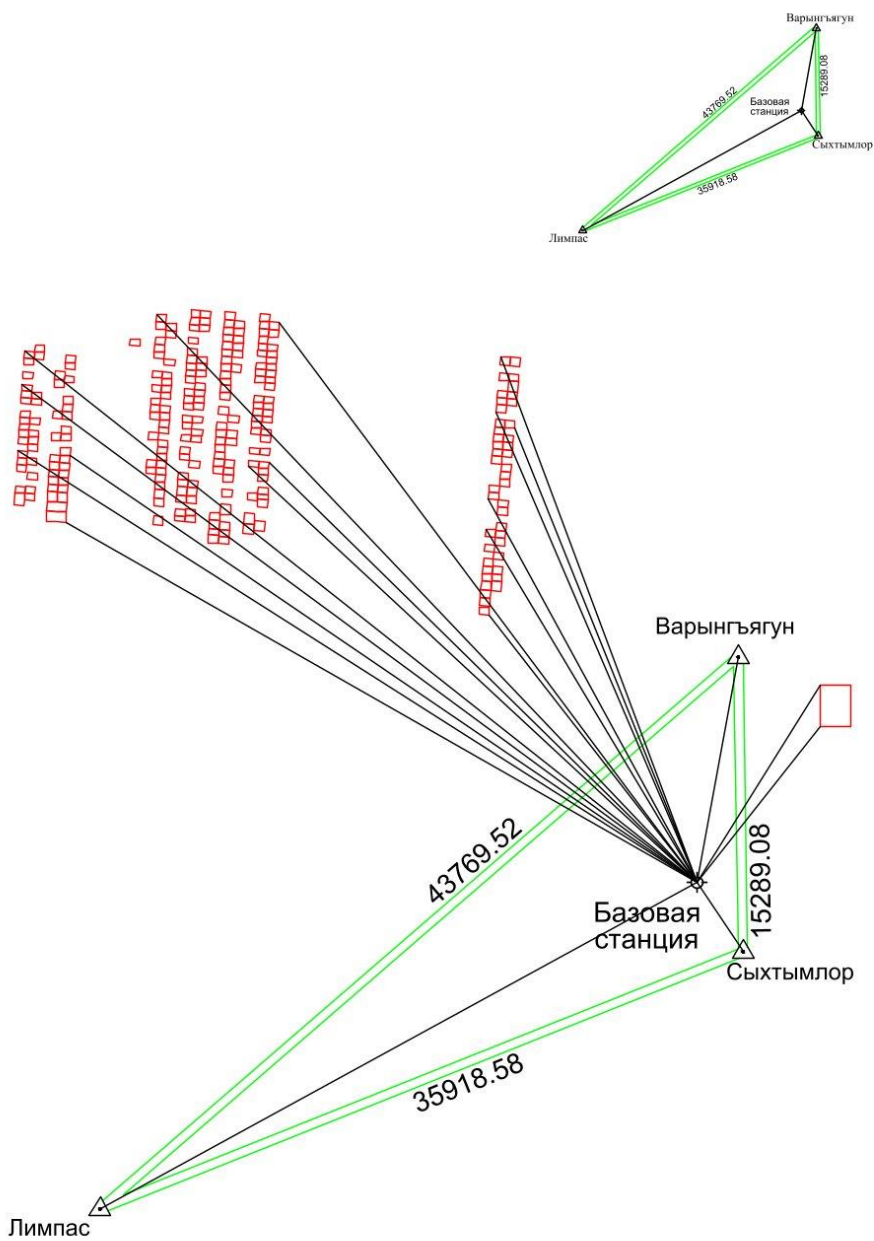 Варынгъягун
43769.52
15289.08
Базовая
станция
Сыхтымлор
35918.58
Лимпас
Варынгъягун
43769.52
15289.08
Базовая
станция
Сыхтымлор
35918.58
Лимпас